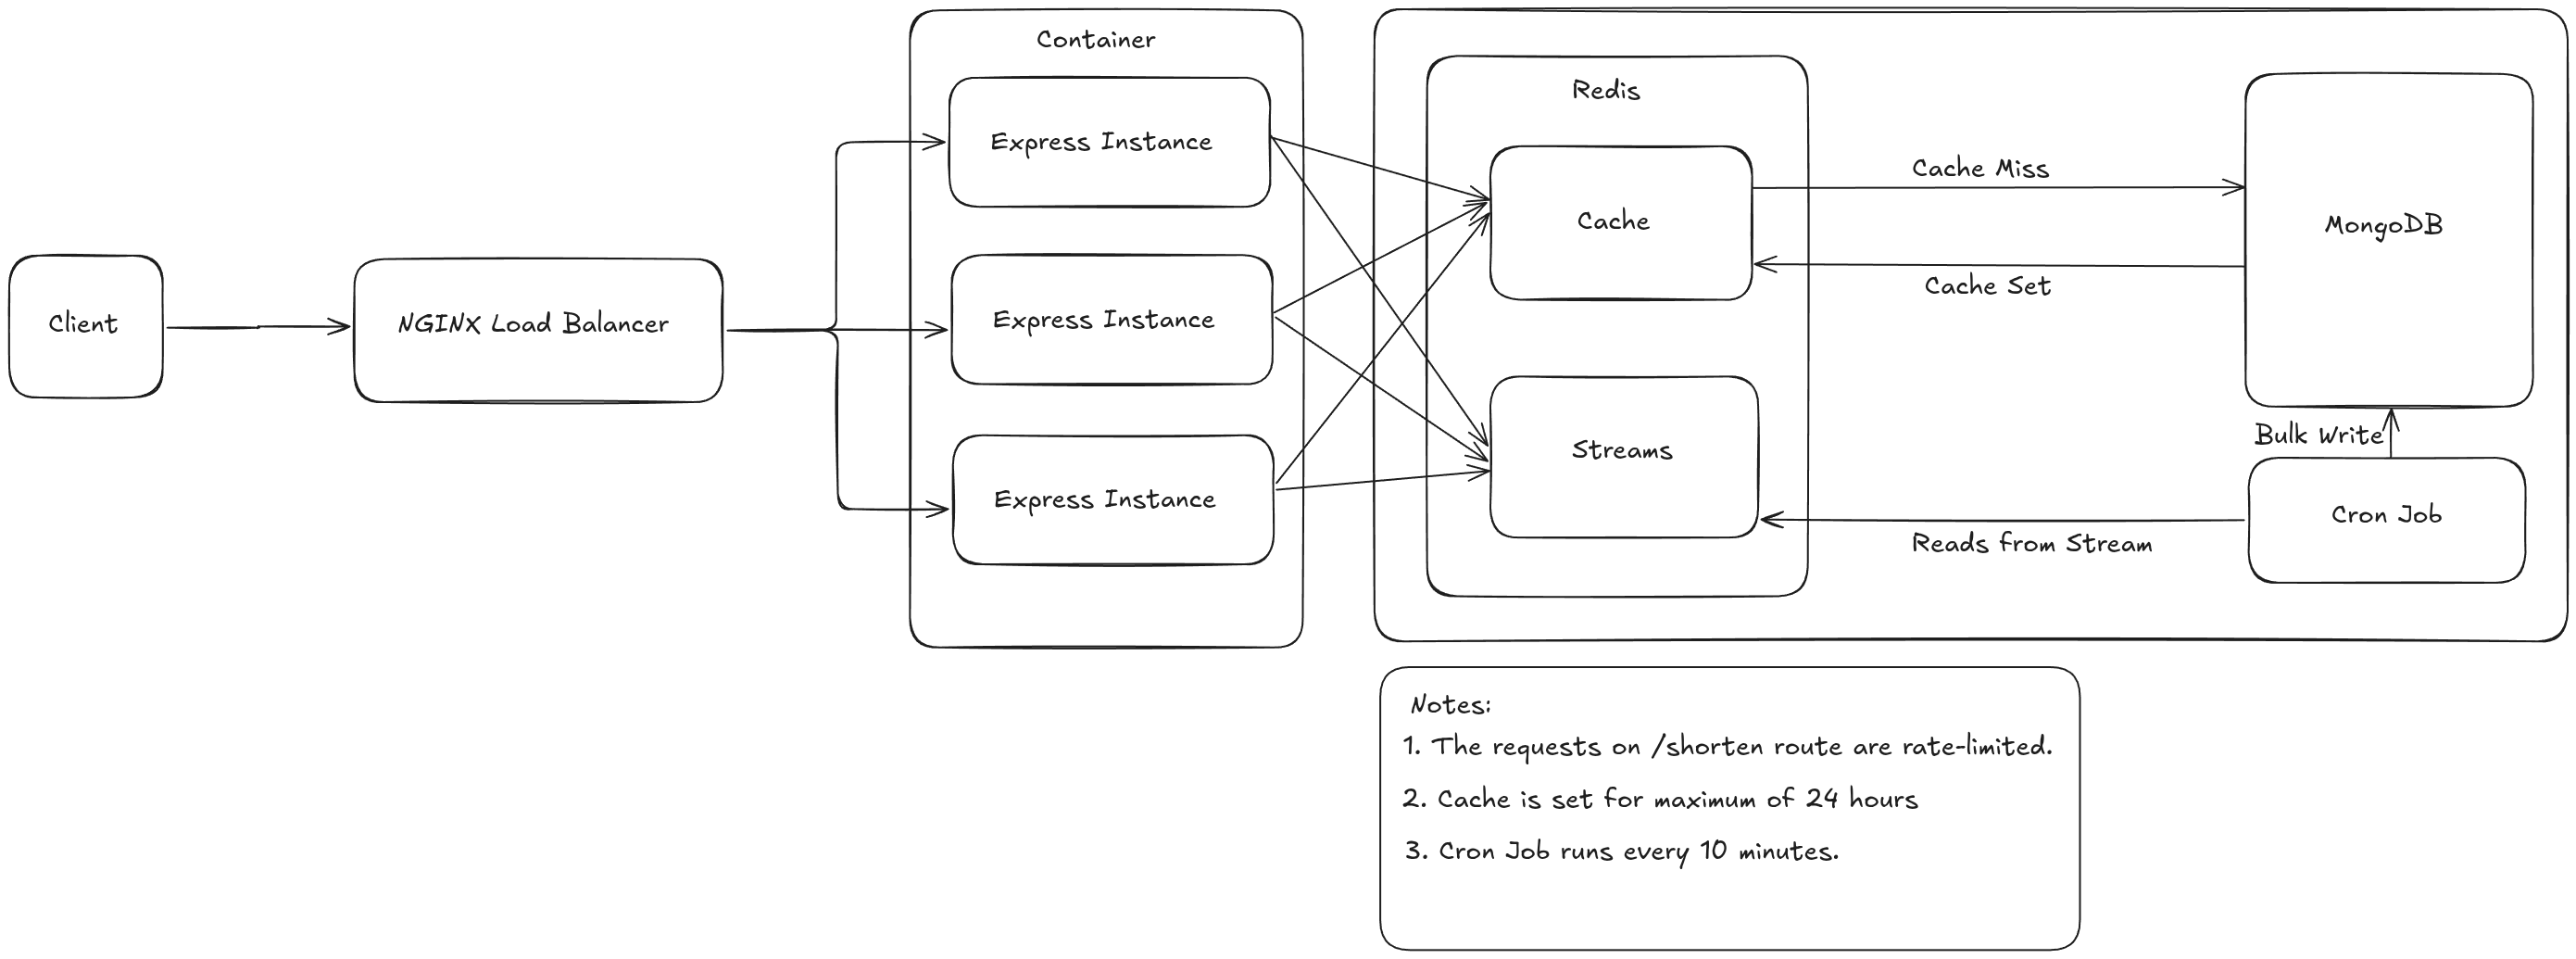 Client
NGINX Load Balancer
Container
Express Instance
Express Instance
Express Instance
Redis
Cache
Streams
Cache Miss
Cache Set
MongoDB
Bulk Write
Cron Job
Reads from Stream
Notes:
1. The requests on /shorten route are rate-limited.
2. Cache is set for maximum of 24 hours
3. Cron Job runs every 10 minutes.